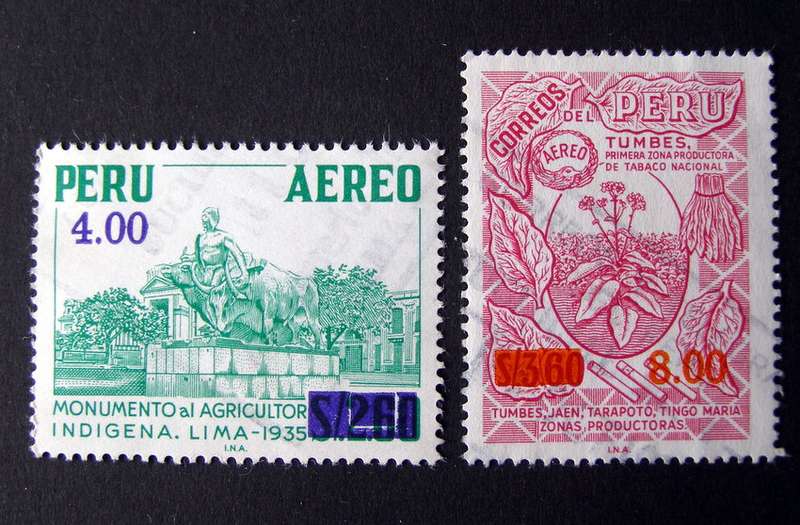 PERU AEREO
4.00
MONUMENTO al AGRICULTOR
INDIGENA. LIMA-1935
S/2.60
I.N.A.
CORREOS DEL PERU
AEREO
TUMBES,
PRIMERA ZONA PRODUCTORA
DE TABACO NACIONAL
S/3.60 8.00
TUMBES, JAEN, TARAPOTO, TINGO MARIA
ZONAS PRODUCTORAS.
I.N.A.